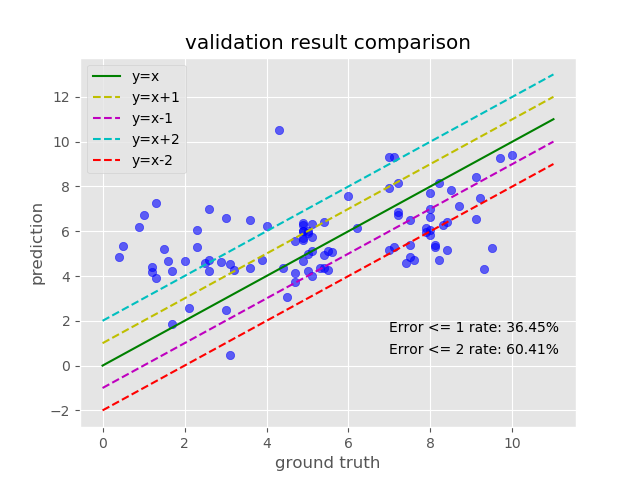 validation result comparison
y=x
y=x+1
y=x-1
y=x+2
y=x-2
12
10
8
6
4
2
0
−2
prediction
Error <= 1 rate: 36.45%
Error <= 2 rate: 60.41%
0 2 4 6 8 10
ground truth